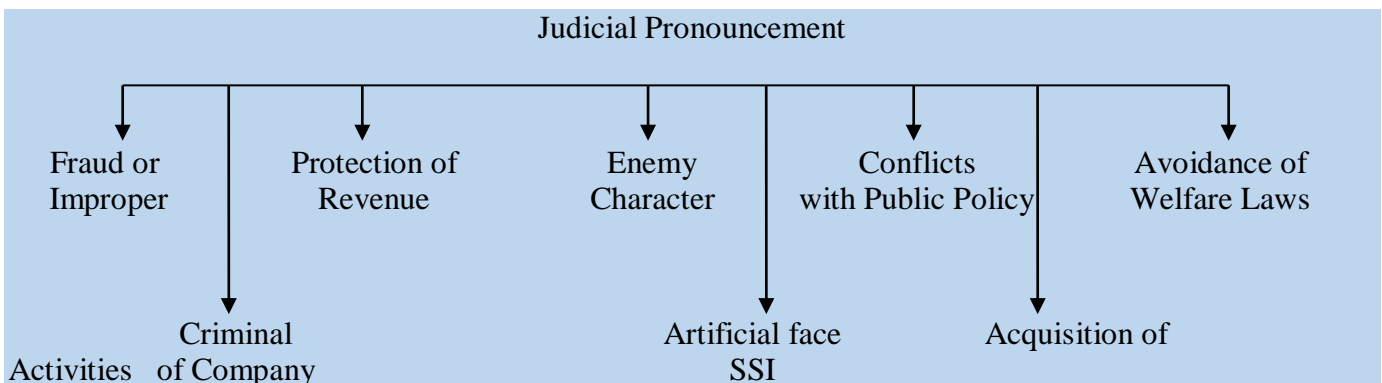 Judicial Pronouncement
Fraud or Protection of Enemy Conflicts Avoidance of
Improper Revenue Character with Public Policy Welfare Laws
Criminal Artificial face Acquisition of
Activities of Company SSI